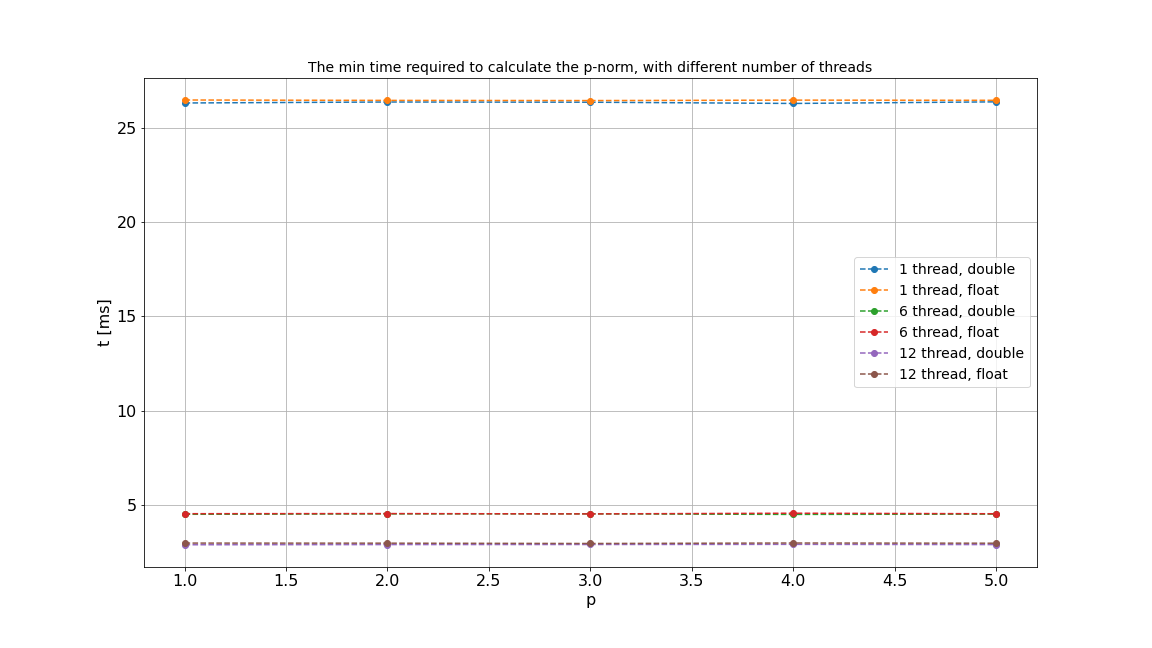 The min time required to calculate the p-norm, with different number of threads
25
20
15
10
5
t [ms]
1 thread, double
1 thread, float
6 thread, double
6 thread, float
12 thread, double
12 thread, float
1.0 1.5 2.0 2.5 3.0 3.5 4.0 4.5 5.0
p